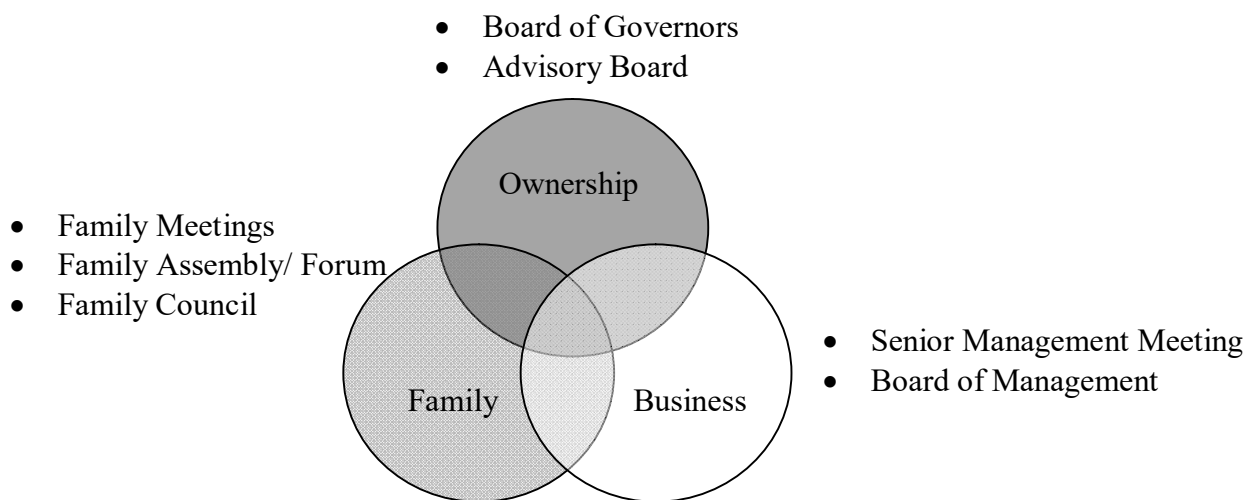 • Board of Governors
• Advisory Board
Ownership
• Family Meetings
• Family Assembly/ Forum
• Family Council
• Senior Management Meeting
• Board of Management
Family
Business